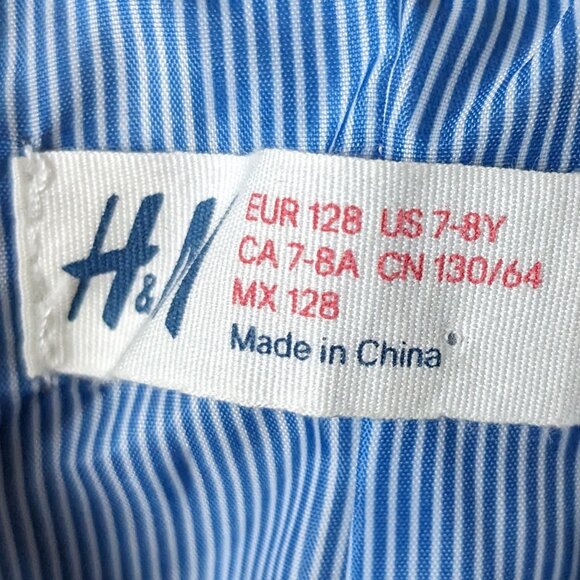 H&M
EUR 128 US 7-8Y
CA 7-8A CN 130/64
MX 128
Made in China